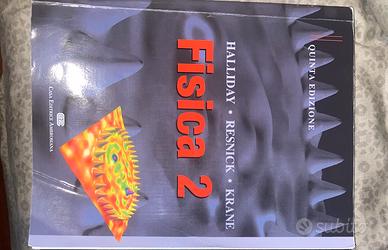 HALLIDAY • RESNICK • KRANE
QUINTA EDIZIONE
Fisica 2
CASA EDITRICE AMBROSIANA
subito